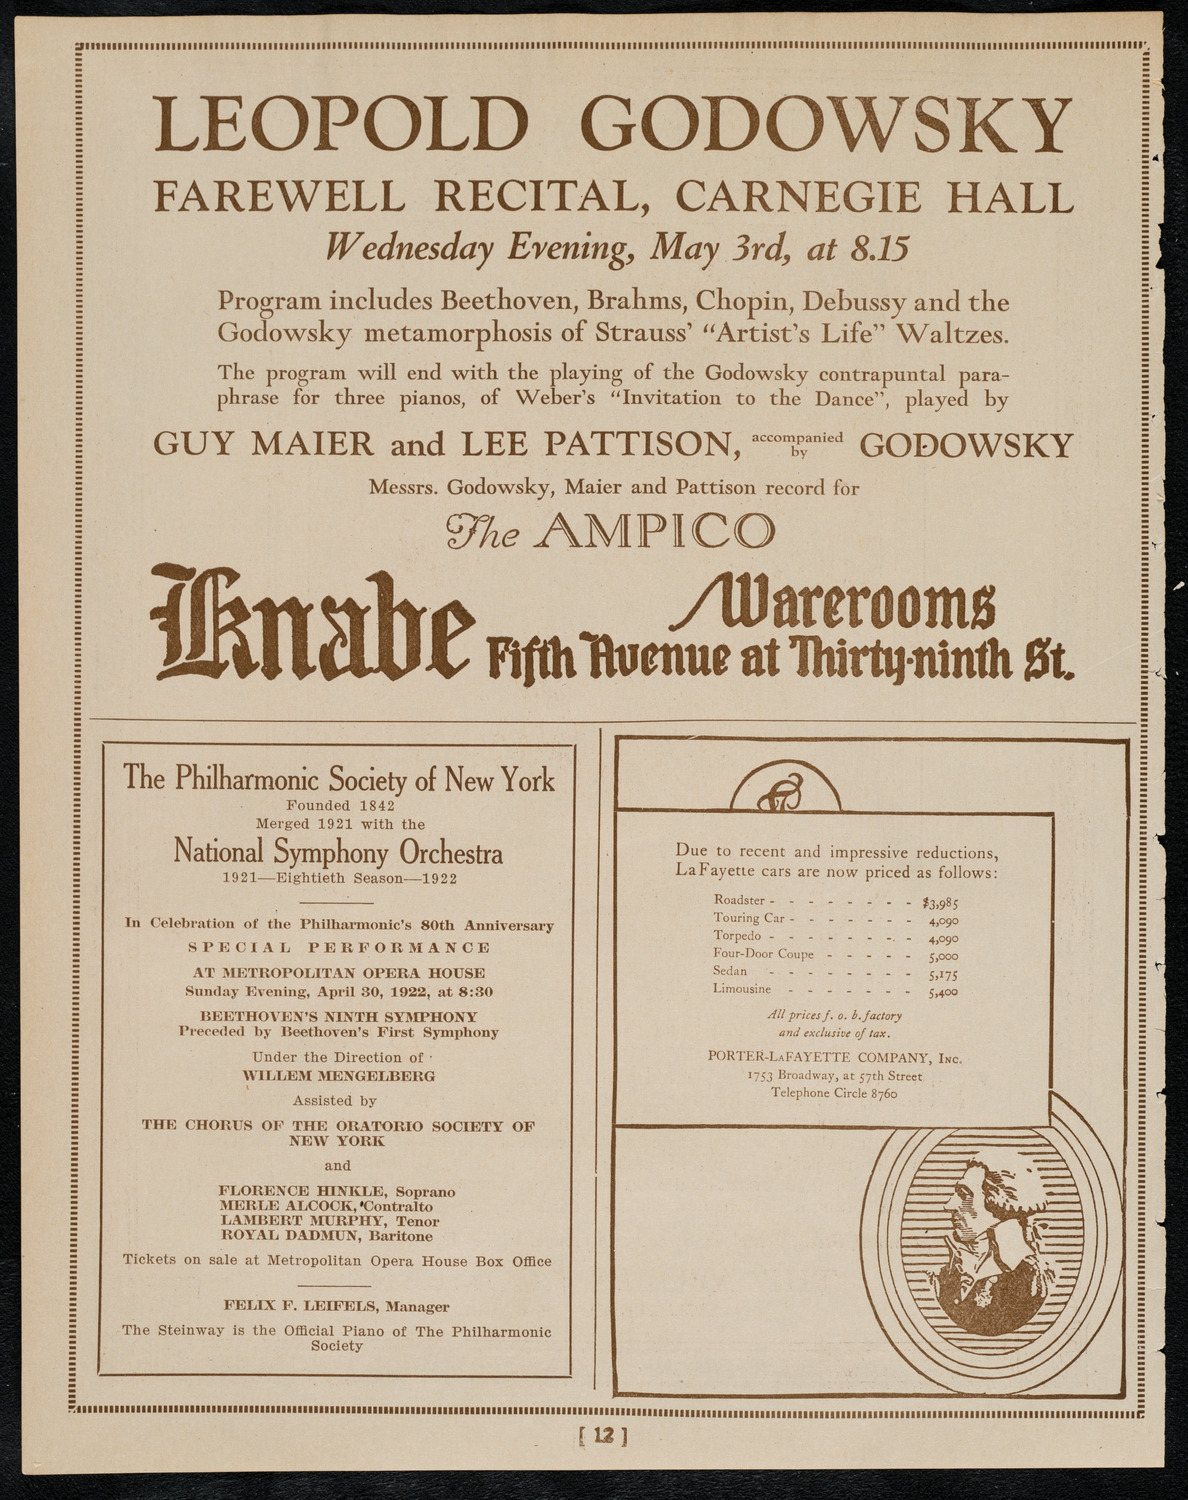 LEOPOLD GODOWSKY
FAREWELL RECITAL, CARNEGIE HALL
Wednesday Evening, May 3rd, at 8.15
Program includes Beethoven, Brahms, Chopin, Debussy and the
Godowsky metamorphosis of Strauss' "Artist's Life" Waltzes.
The program will end with the playing of the Godowsky contrapuntal para-
phrase for three pianos, of Weber's "Invitation to the Dance", played by
GUY MAIER and LEE PATTISON, accompanied by GODOWSKY
Messrs. Godowsky, Maier and Pattison record for
The AMPICO
Knabe Warerooms
Fifth Avenue at Thirty-ninth St.
The Philharmonic Society of New York
Founded 1842
Merged 1921 with the
National Symphony Orchestra
1921—Eightieth Season—1922
In Celebration of the Philharmonic's 80th Anniversary
SPECIAL PERFORMANCE
AT METROPOLITAN OPERA HOUSE
Sunday Evening, April 30, 1922, at 8:30
BEETHOVEN'S NINTH SYMPHONY
Preceded by Beethoven's First Symphony
Under the Direction of
WILLEM MENGELBERG
Assisted by
THE CHORUS OF THE ORATORIO SOCIETY OF
NEW YORK
and
FLORENCE HINKLE, Soprano
MERLE ALCOCK, Contralto
LAMBERT MURPHY, Tenor
ROYAL DADMUN, Baritone
Tickets on sale at Metropolitan Opera House Box Office
FELIX F. LEIFELS, Manager
The Steinway is the Official Piano of The Philharmonic
Society
Due to recent and impressive reductions,
LaFayette cars are now priced as follows:
Roadster - - - - - - - - $3,985
Touring Car - - - - - - - 4,090
Torpedo - - - - - - - - 4,090
Four-Door Coupe - - - - - 5,000
Sedan - - - - - - - - 5,175
Limousine - - - - - - - 5,400
All prices f. o. b. factory
and exclusive of tax.
PORTER-LAFAYETTE COMPANY, INC.
1753 Broadway, at 57th Street
Telephone Circle 8760
[ 12 ]